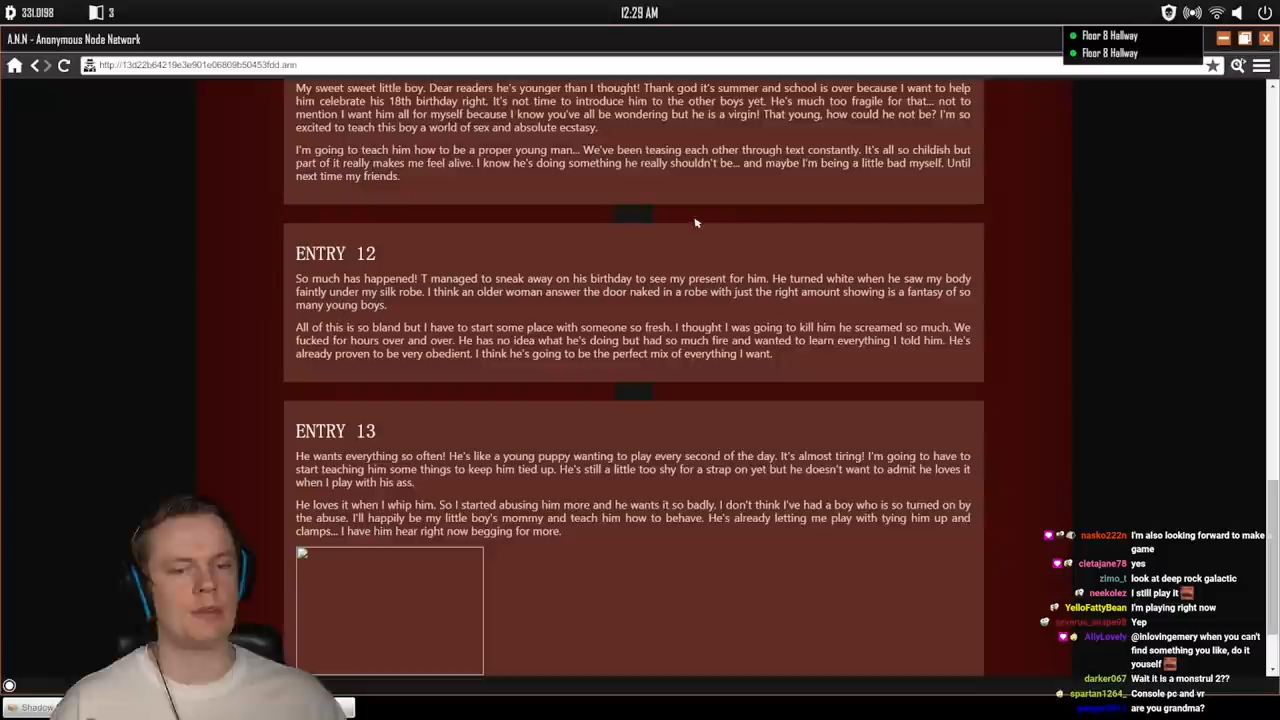 331.0198
3
12:29 AM
A.N.N - Anonymous Node Network
Floor 8 Hallway
Floor 8 Hallway
http://13d22b64219e3e901e06809b50453fdd.ann
My sweet sweet little boy. Dear readers he's younger than I thought! Thank god it's summer and school is over because I want to help
him celebrate his 18th birthday right. It's not time to introduce him to the other boys yet. He's much too fragile for that... not to
mention I want him all for myself because I know you've all be wondering but he is a virgin! That young, how could he not be? I'm so
excited to teach this boy a world of sex and absolute ecstasy.
I'm going to teach him how to be a proper young man... We've been teasing each other through text constantly. It's all so childish but
part of it really makes me feel alive. I know he's doing something he really shouldn't be... and maybe I'm being a little bad myself. Until
next time my friends.
ENTRY 12
So much has happened! T managed to sneak away on his birthday to see my present for him. He turned white when he saw my body
faintly under my silk robe. I think an older woman answer the door naked in a robe with just the right amount showing is a fantasy of so
many young boys.
All of this is so bland but I have to start some place with someone so fresh. I thought I was going to kill him he screamed so much. We
fucked for hours over and over. He has no idea what he's doing but had so much fire and wanted to learn everything I told him. He's
already proven to be very obedient. I think he's going to be the perfect mix of everything I want.
ENTRY 13
He wants everything so often! He's like a young puppy wanting to play every second of the day. It's almost tiring! I'm going to have to
start teaching him some things to keep him tied up. He's still a little too shy for a strap on yet but he doesn't want to admit he loves it
when I play with his ass.
He loves it when I whip him. So I started abusing him more and he wants it so badly. I don't think I've had a boy who is so turned on by
the abuse. I'll happily be my little boy's mommy and teach him how to behave. He's already letting me play with tying him up and
clamps... I have him hear right now begging for more.
nasko222n I'm also looking forward to make a
game
cletajane78 yes
zimo_t look at deep rock galactic
neekolez I still play it
YelloFattyBean I'm playing right now
severus_snape98 Yep
AllyLovely @inlovingemery when you can't
find something you like, do it
youself
darker067 Wait it is a monstrul 2??
spartan1264_ Console pc and vr
are you grandma?
Shadow